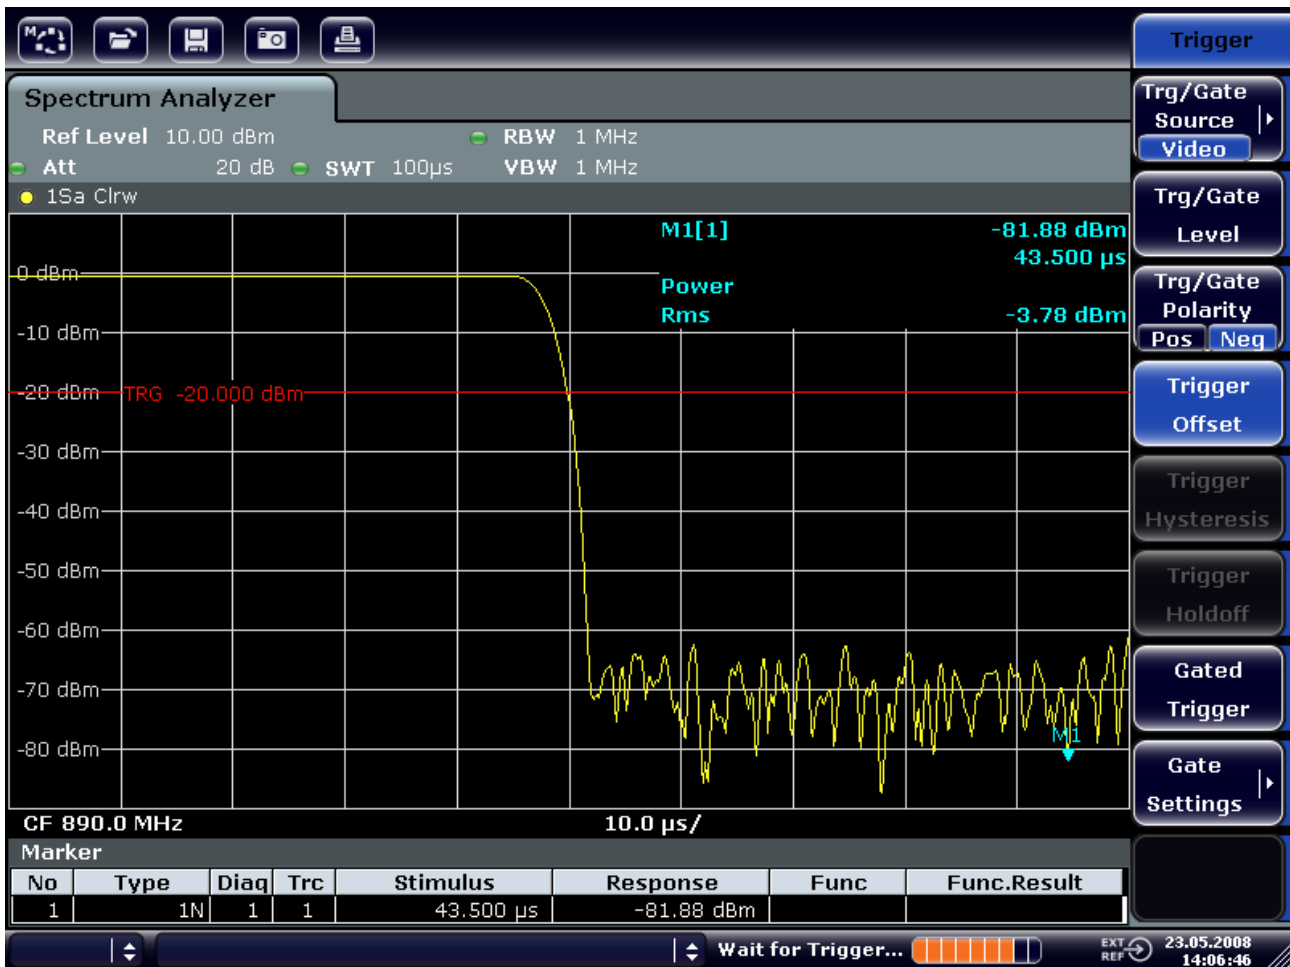 M
Trigger
Spectrum Analyzer
Ref Level 10.00 dBm RBW 1 MHz
Att 20 dB SWT 100µs VBW 1 MHz
1Sa Clrw
M1[1] -81.88 dBm
43.500 µs
Power
Rms -3.78 dBm
0 dBm
-10 dBm
-20 dBm
TRG -20.000 dBm
-30 dBm
-40 dBm
-50 dBm
-60 dBm
-70 dBm
-80 dBm
M1
CF 890.0 MHz 10.0 µs/
Marker
No Type Diag Trc Stimulus Response Func Func.Result
1 1N 1 1 43.500 µs -81.88 dBm
Trg/Gate
Source
Video
Trg/Gate
Level
Trg/Gate
Polarity
Pos Neg
Trigger
Offset
Trigger
Hysteresis
Trigger
Holdoff
Gated
Trigger
Gate
Settings
Wait for Trigger...
EXT
REF
23.05.2008
14:06:46